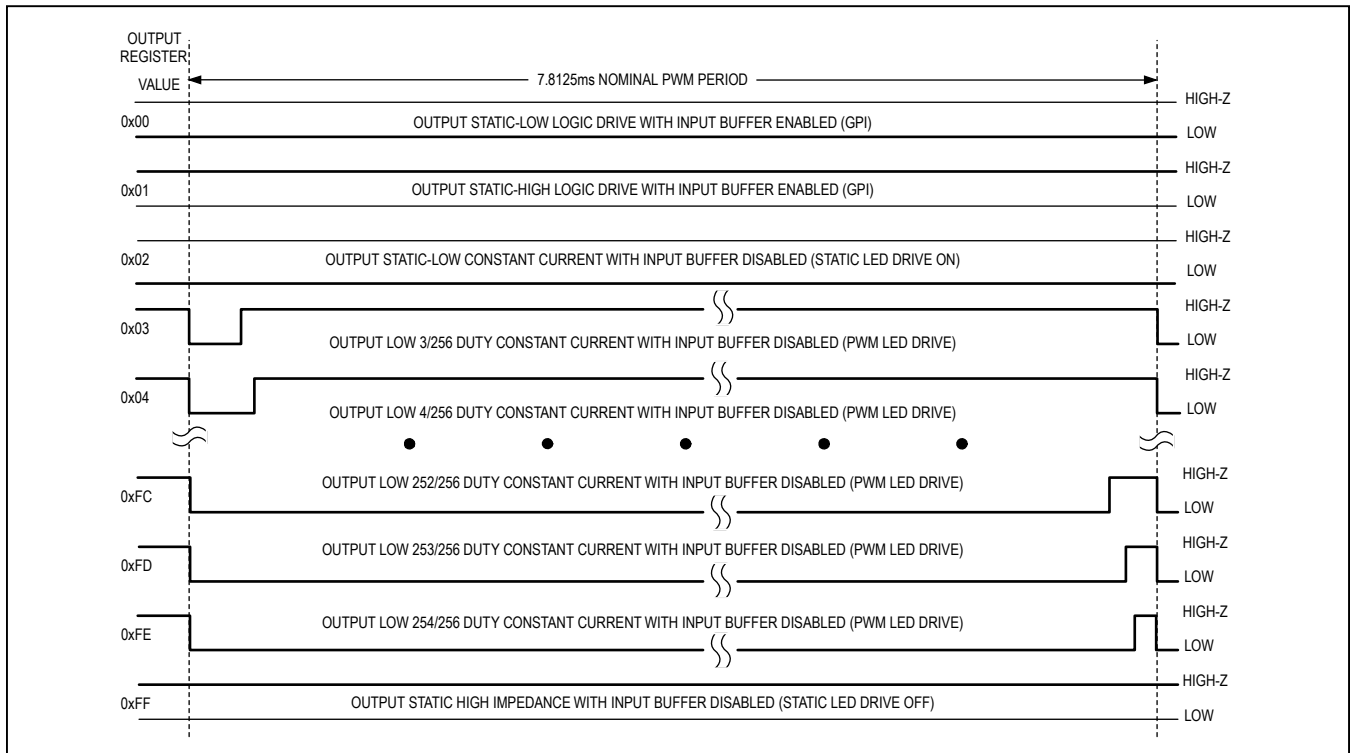 OUTPUT
REGISTER
VALUE
7.8125ms NOMINAL PWM PERIOD
HIGH-Z
0x00
OUTPUT STATIC-LOW LOGIC DRIVE WITH INPUT BUFFER ENABLED (GPI)
LOW
HIGH-Z
0x01
OUTPUT STATIC-HIGH LOGIC DRIVE WITH INPUT BUFFER ENABLED (GPI)
LOW
HIGH-Z
0x02
OUTPUT STATIC-LOW CONSTANT CURRENT WITH INPUT BUFFER DISABLED (STATIC LED DRIVE ON)
LOW
HIGH-Z
0x03
OUTPUT LOW 3/256 DUTY CONSTANT CURRENT WITH INPUT BUFFER DISABLED (PWM LED DRIVE)
LOW
HIGH-Z
0x04
OUTPUT LOW 4/256 DUTY CONSTANT CURRENT WITH INPUT BUFFER DISABLED (PWM LED DRIVE)
LOW
HIGH-Z
0xFC
OUTPUT LOW 252/256 DUTY CONSTANT CURRENT WITH INPUT BUFFER DISABLED (PWM LED DRIVE)
LOW
HIGH-Z
0xFD
OUTPUT LOW 253/256 DUTY CONSTANT CURRENT WITH INPUT BUFFER DISABLED (PWM LED DRIVE)
LOW
HIGH-Z
0xFE
OUTPUT LOW 254/256 DUTY CONSTANT CURRENT WITH INPUT BUFFER DISABLED (PWM LED DRIVE)
LOW
HIGH-Z
0xFF
OUTPUT STATIC HIGH IMPEDANCE WITH INPUT BUFFER DISABLED (STATIC LED DRIVE OFF)
LOW